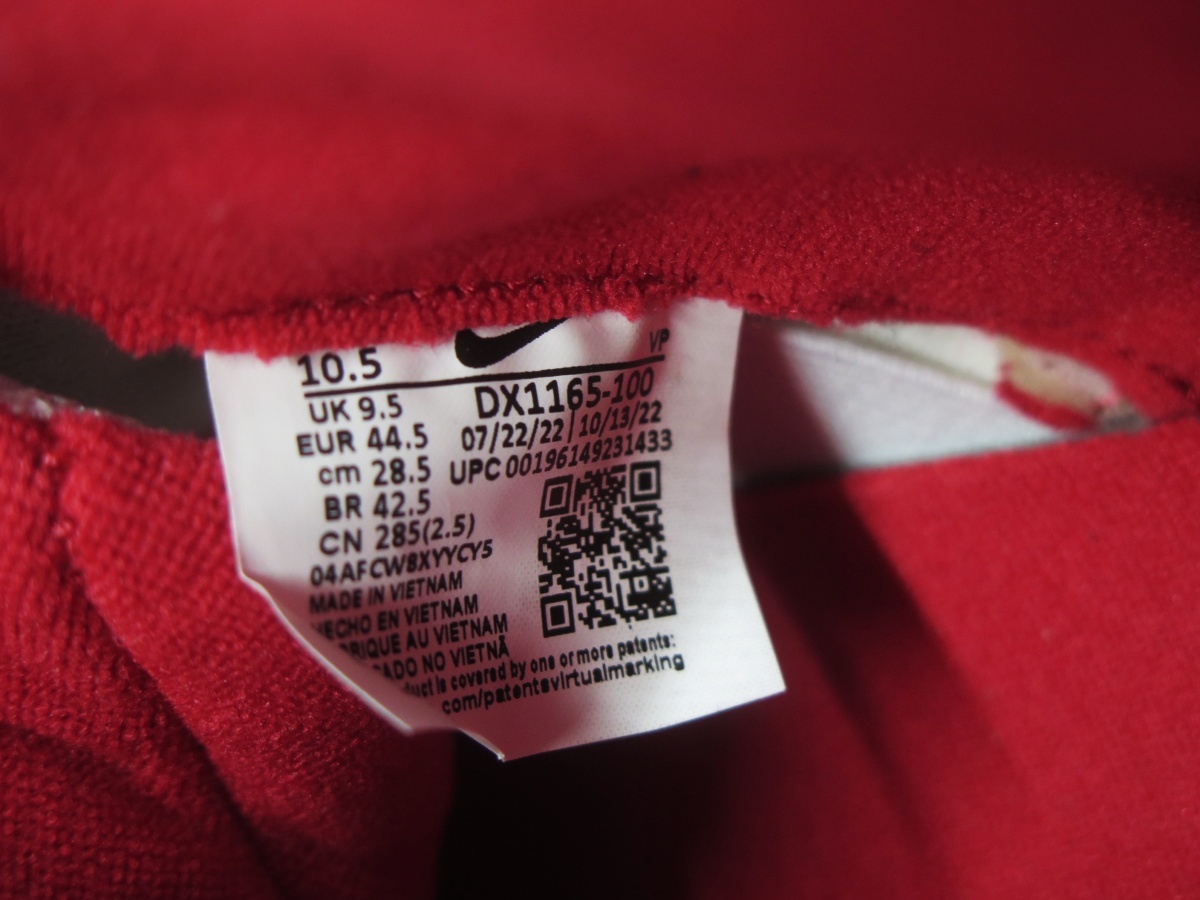 VP
10.5
UK 9.5 DX1165-100
EUR 44.5 07/22/22 | 10/13/22
cm 28.5 UPC 00196149231433
BR 42.5
CN 285(2.5)
04AFCW8XYYCY5
MADE IN VIETNAM
HECHO EN VIETNAM
BRIQUE AU VIETNAM
CADO NO VIETNÃ
duct is covered by one or more patents:
com/patentsvirtualmarking